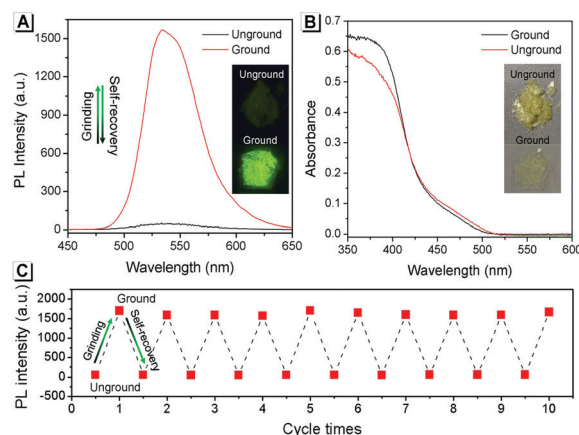 A
Unground
Ground
1500
1200
900
600
300
0
PL Intensity (a.u.)
Grinding
Self-recovery
Unground
Ground
450
500
550
600
650
Wavelength (nm)
B
Ground
Unground
0.8
0.7
0.6
0.5
0.4
0.3
0.2
0.1
0.0
Absorbance
Unground
Ground
350
400
450
500
550
600
Wavelength (nm)
C
2000
1500
1000
500
0
-500
PL intensity (a.u.)
Ground
Grinding
Self-recovery
Unground
0
1
2
3
4
5
6
7
8
9
10
Cycle times